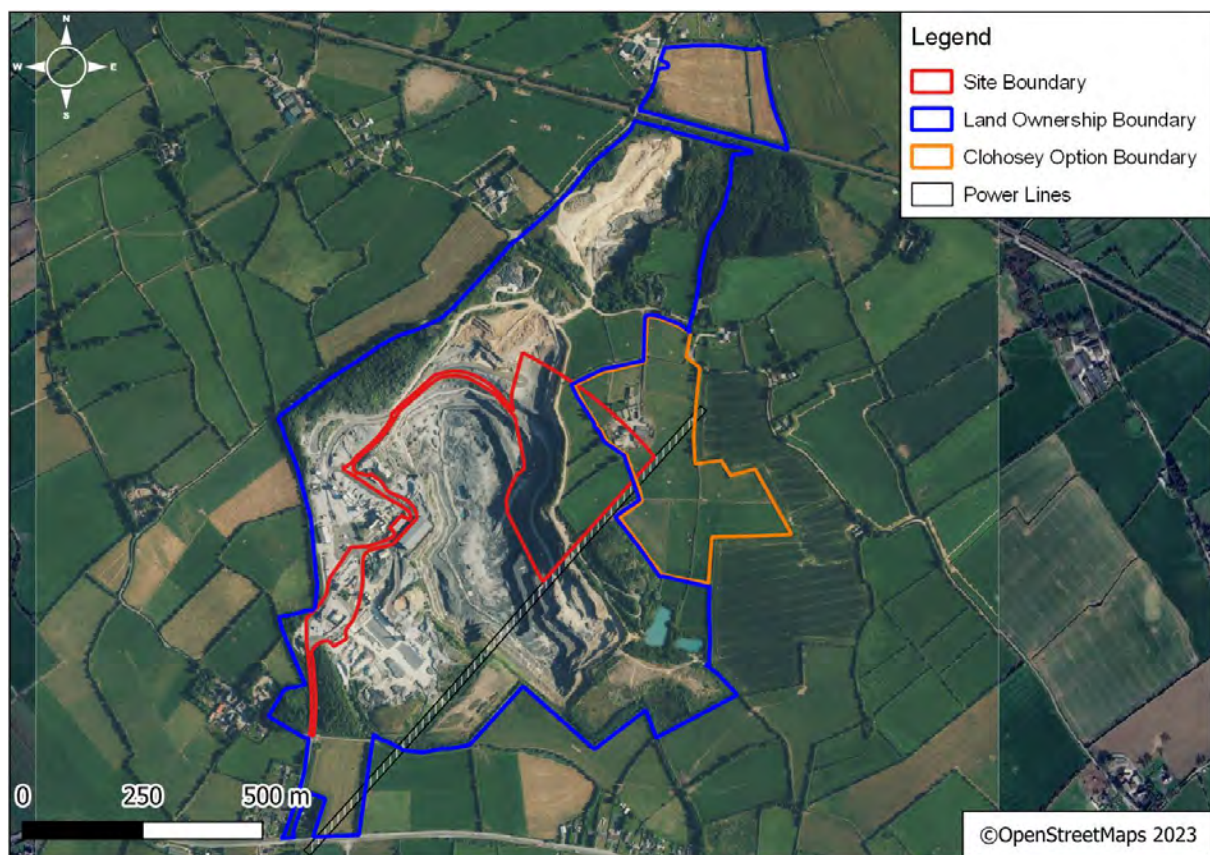 N
W E
S
Legend
Site Boundary
Land Ownership Boundary
Clohosey Option Boundary
Power Lines
0 250 500 m
©OpenStreetMaps 2023